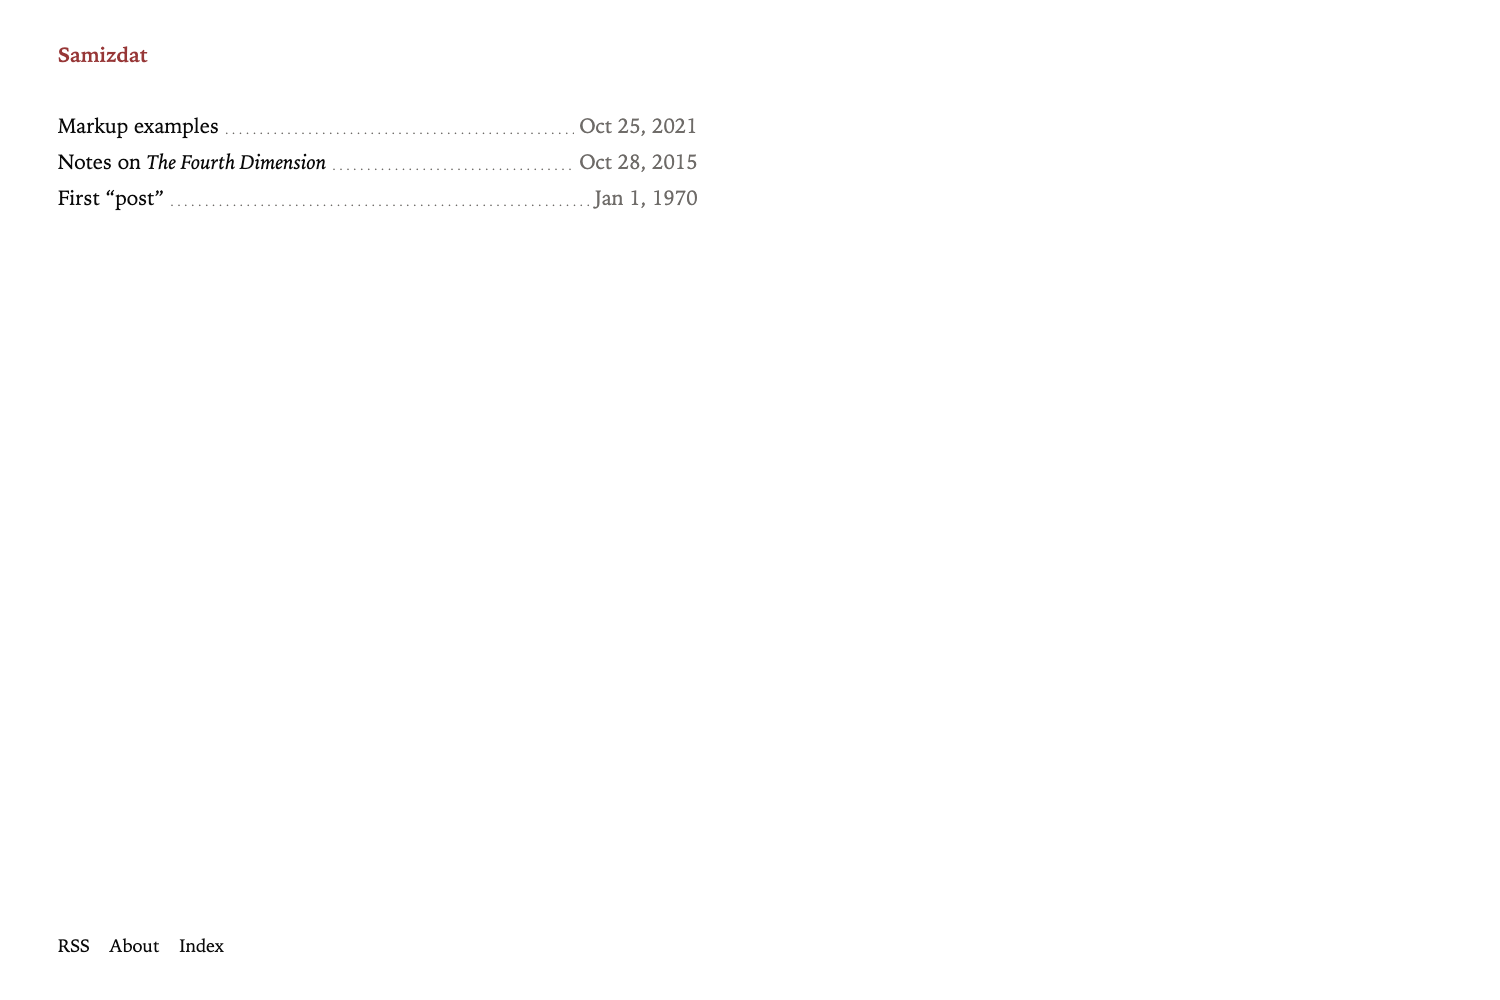 Samizdat
Markup examples Oct 25, 2021
Notes on The Fourth Dimension Oct 28, 2015
First “post” Jan 1, 1970
RSS About Index